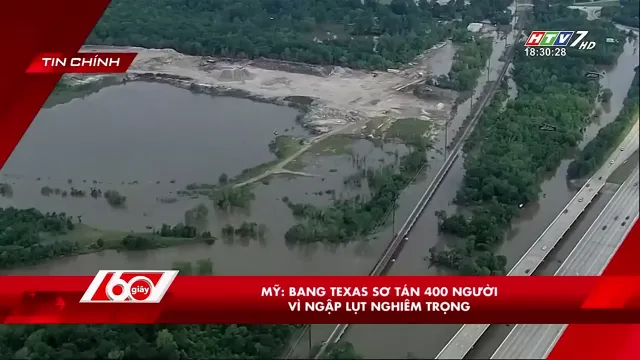 TIN CHÍNH
HTV7 HD
18:30:28
60 giây
MỸ: BANG TEXAS SƠ TÁN 400 NGƯỜI
VÌ NGẬP LỤT NGHIÊM TRỌNG